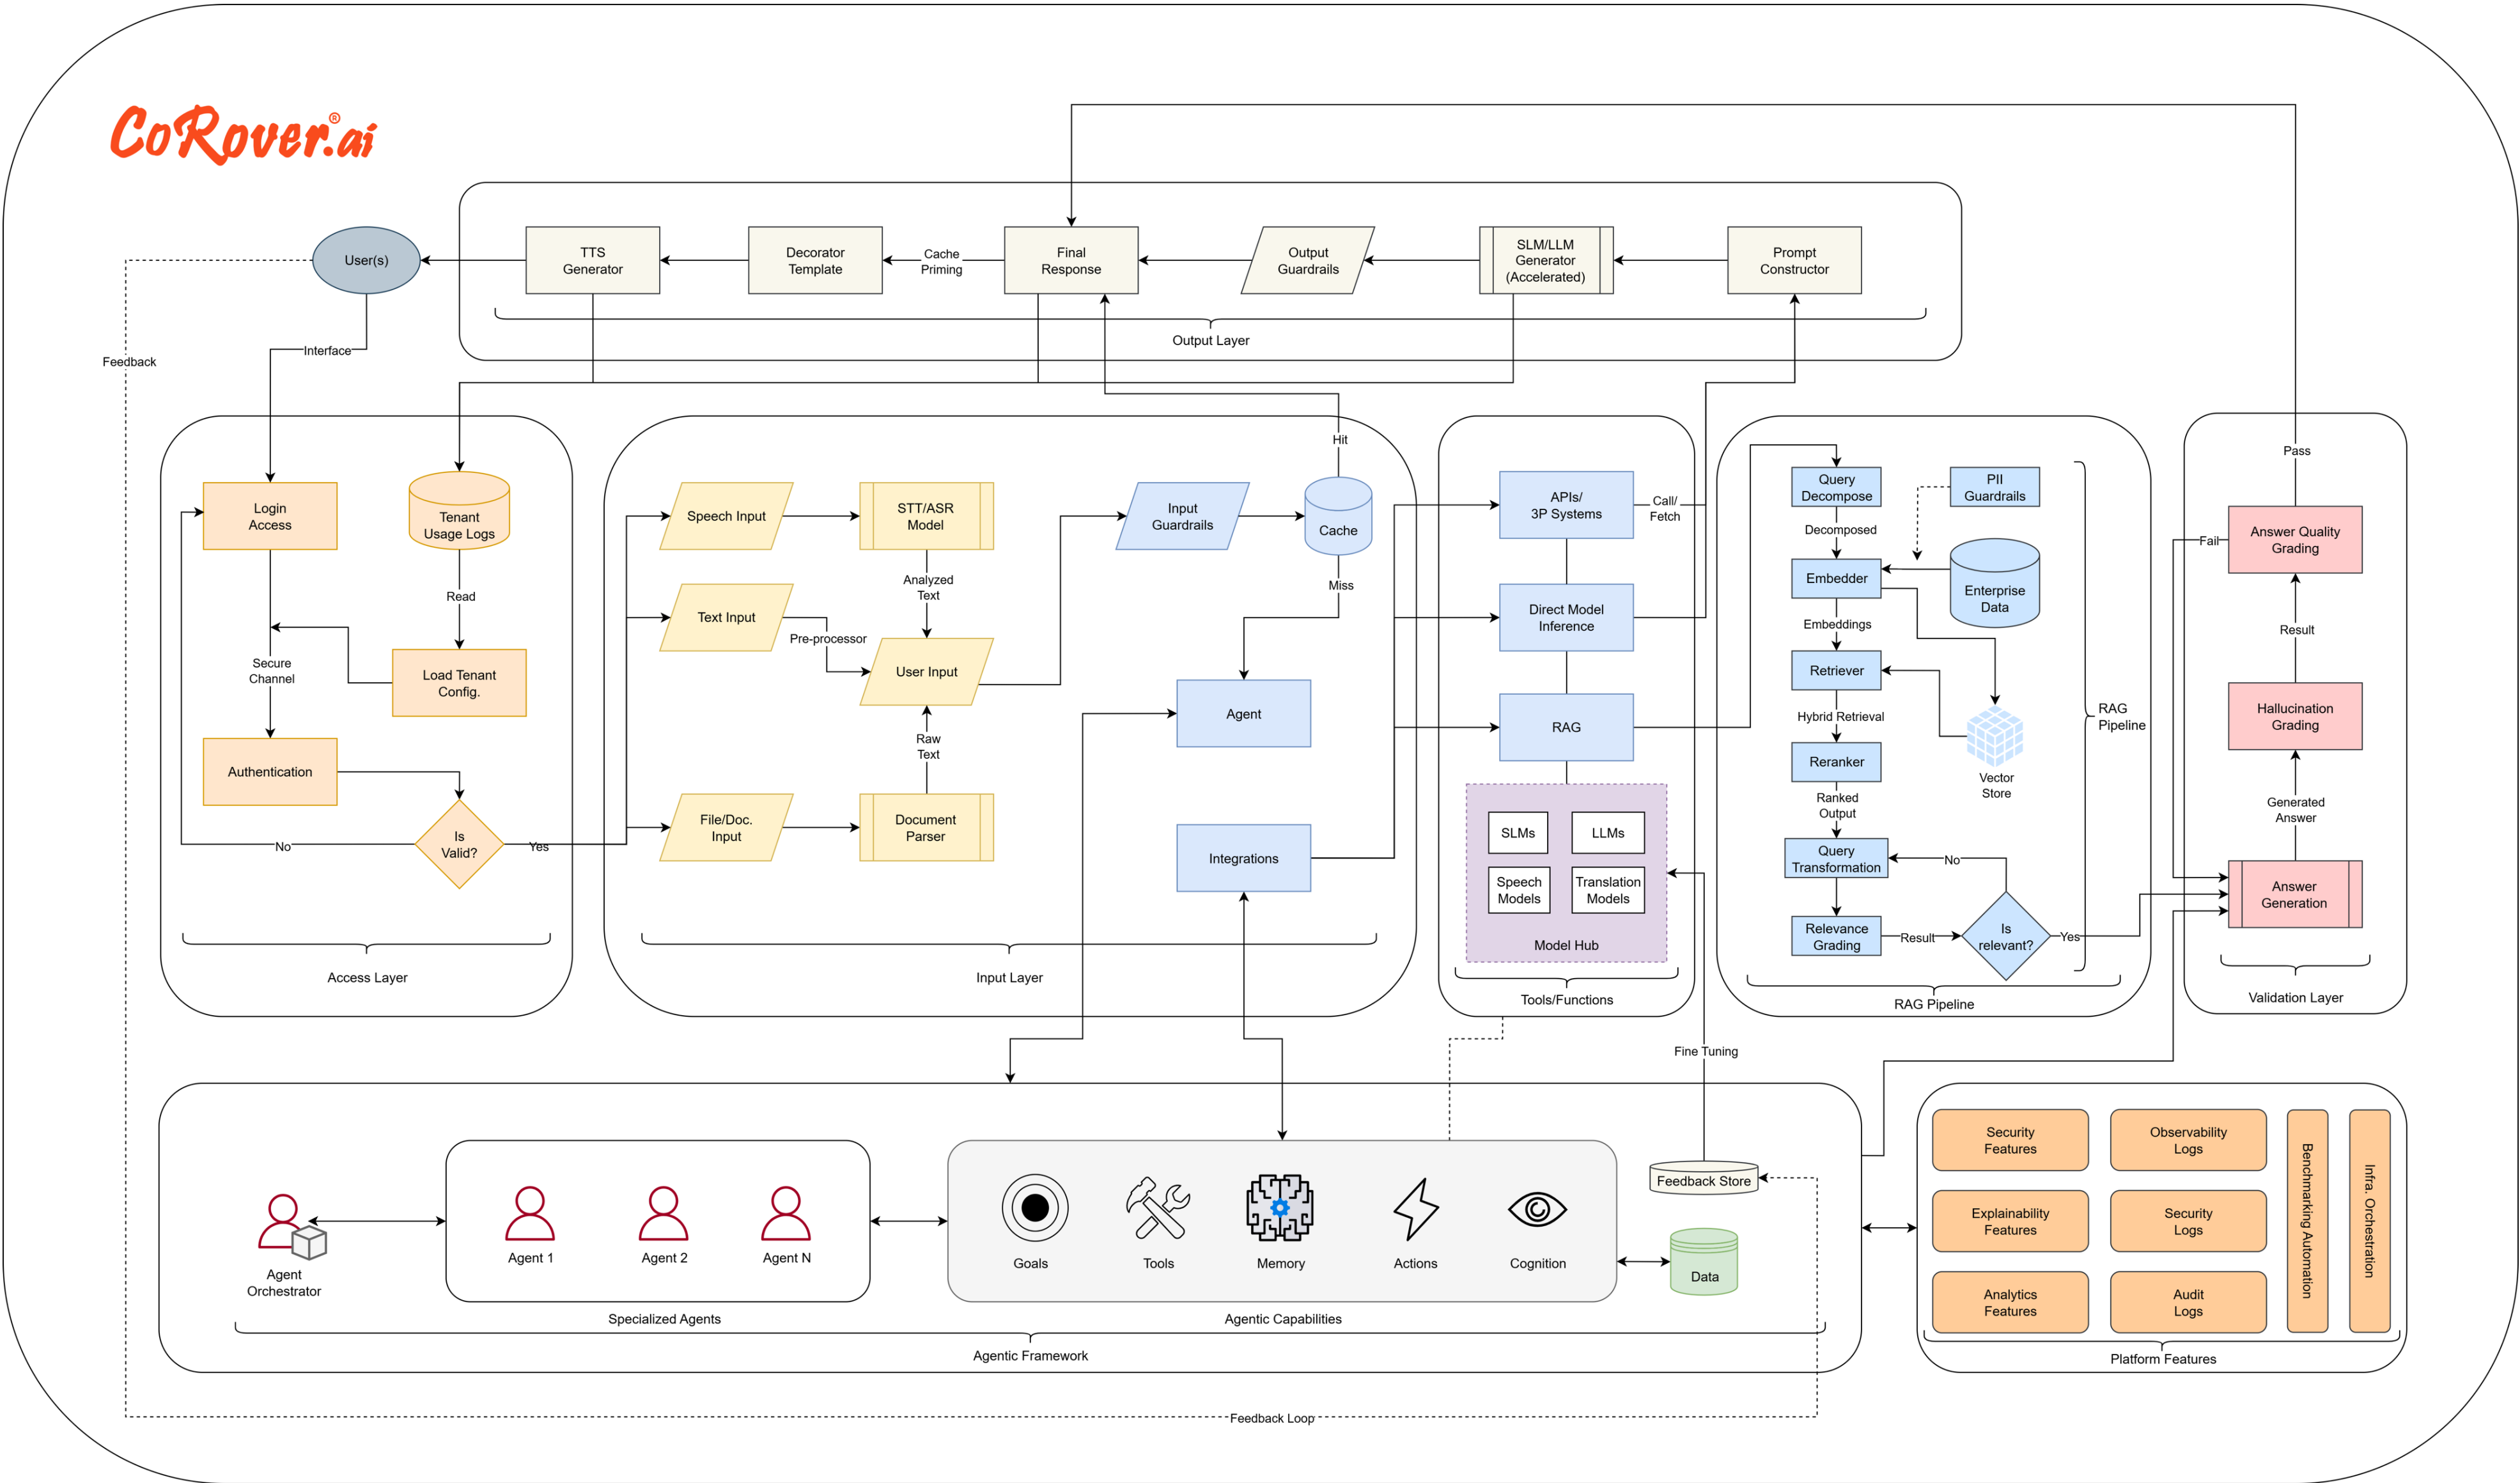 CoRover.ai
®
User(s)
TTS
Generator
Decorator
Template
Cache
Priming
Final
Response
Output
Guardrails
SLM/LLM
Generator
(Accelerated)
Prompt
Constructor
Output Layer
Interface
Feedback
Login
Access
Tenant
Usage Logs
Read
Secure
Channel
Load Tenant
Config.
Authentication
Is
Valid?
No
Yes
Access Layer
Speech Input
STT/ASR
Model
Analyzed
Text
Text Input
Pre-processor
User Input
Raw
Text
File/Doc.
Input
Document
Parser
Input
Guardrails
Hit
Cache
Miss
Agent
Integrations
Input Layer
APIs/
3P Systems
Call/
Fetch
Direct Model
Inference
RAG
SLMs
LLMs
Speech
Models
Translation
Models
Model Hub
Tools/Functions
Query
Decompose
PII
Guardrails
Decomposed
Embedder
Enterprise
Data
Embeddings
Retriever
Hybrid Retrieval
Vector
Store
Reranker
Ranked
Output
Query
Transformation
No
Relevance
Grading
Result
Is
relevant?
Yes
RAG
Pipeline
RAG Pipeline
Pass
Answer Quality
Grading
Fail
Result
Hallucination
Grading
Generated
Answer
Answer
Generation
Validation Layer
Fine Tuning
Agent
Orchestrator
Agent 1
Agent 2
Agent N
Specialized Agents
Goals
Tools
Memory
Actions
Cognition
Agentic Capabilities
Feedback Store
Data
Agentic Framework
Security
Features
Observability
Logs
Explainability
Features
Security
Logs
Analytics
Features
Audit
Logs
Benchmarking Automation
Infra. Orchestration
Platform Features
Feedback Loop